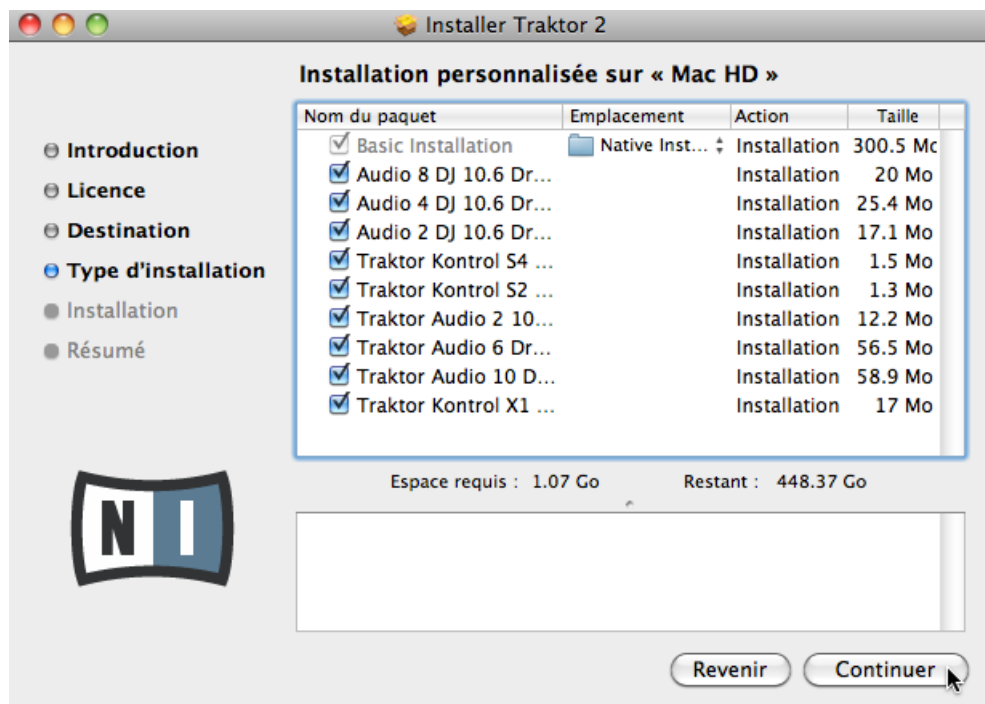 Installer Traktor 2
Installation personnalisée sur « Mac HD »
Introduction
Licence
Destination
Type d'installation
Installation
Résumé
Nom du paquet Emplacement Action Taille
Basic Installation Native Inst... Installation 300.5 Mo
Audio 8 DJ 10.6 Dr... Installation 20 Mo
Audio 4 DJ 10.6 Dr... Installation 25.4 Mo
Audio 2 DJ 10.6 Dr... Installation 17.1 Mo
Traktor Kontrol S4 ... Installation 1.5 Mo
Traktor Kontrol S2 ... Installation 1.3 Mo
Traktor Audio 2 10... Installation 12.2 Mo
Traktor Audio 6 Dr... Installation 56.5 Mo
Traktor Audio 10 D... Installation 58.9 Mo
Traktor Kontrol X1 ... Installation 17 Mo
Espace requis : 1.07 Go Restant : 448.37 Go
NI
Revenir Continuer